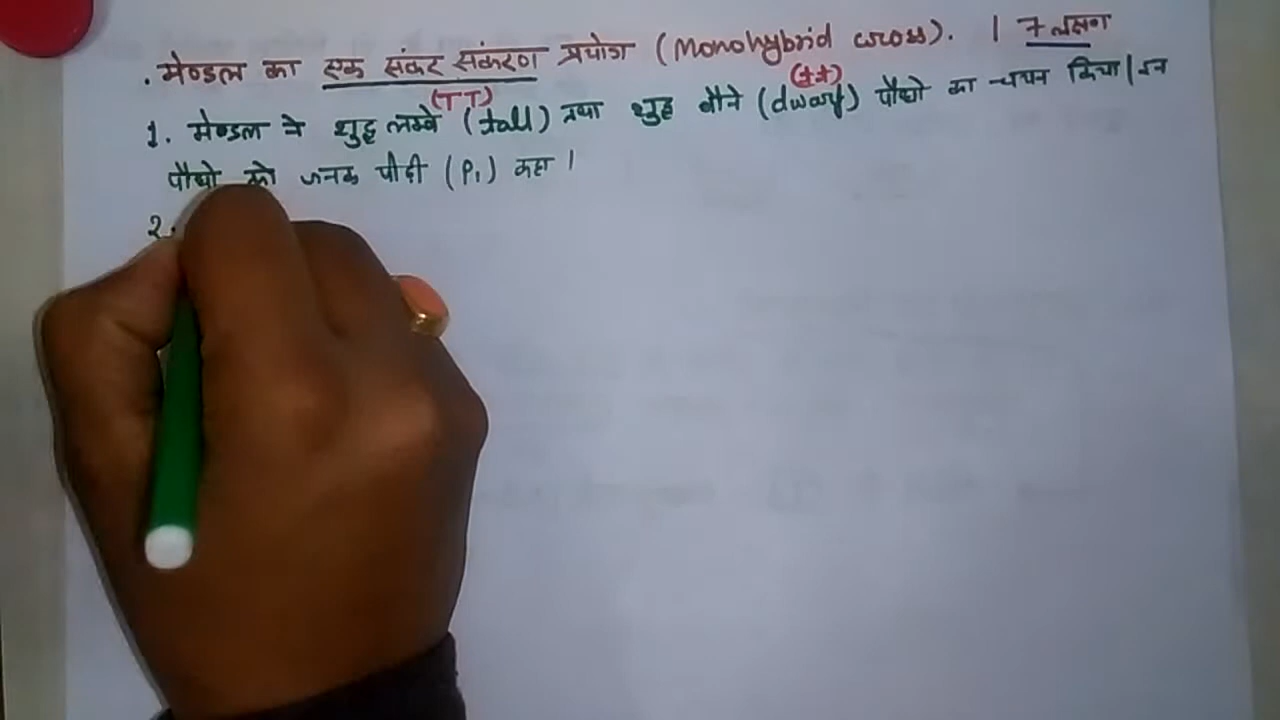 . मेण्डल का एक संकर संकरण प्रयोग (Monohybrid cross). | 7 लक्षण
(TT) (tt)
1. मेण्डल ने शुद्ध लम्बे (tall) तथा शुद्ध बौने (dwarf) पौधो का चयन किया | इन
पौधो को जनक पीढी (P₁) कहा |
2.